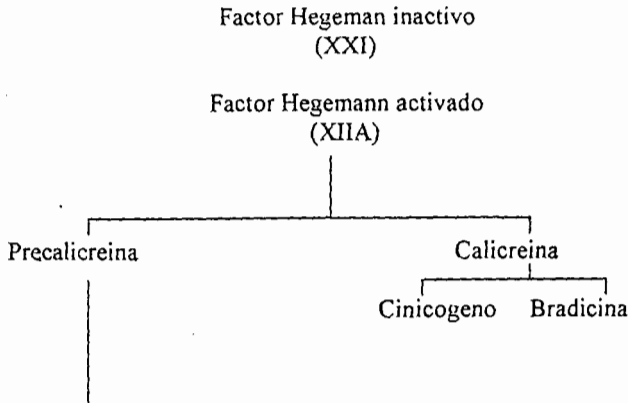 Factor Hegeman inactivo
(XXI)
Factor Hegemann activado
(XIIA)
Precalicreina
Calicreina
Cinicogeno
Bradicina